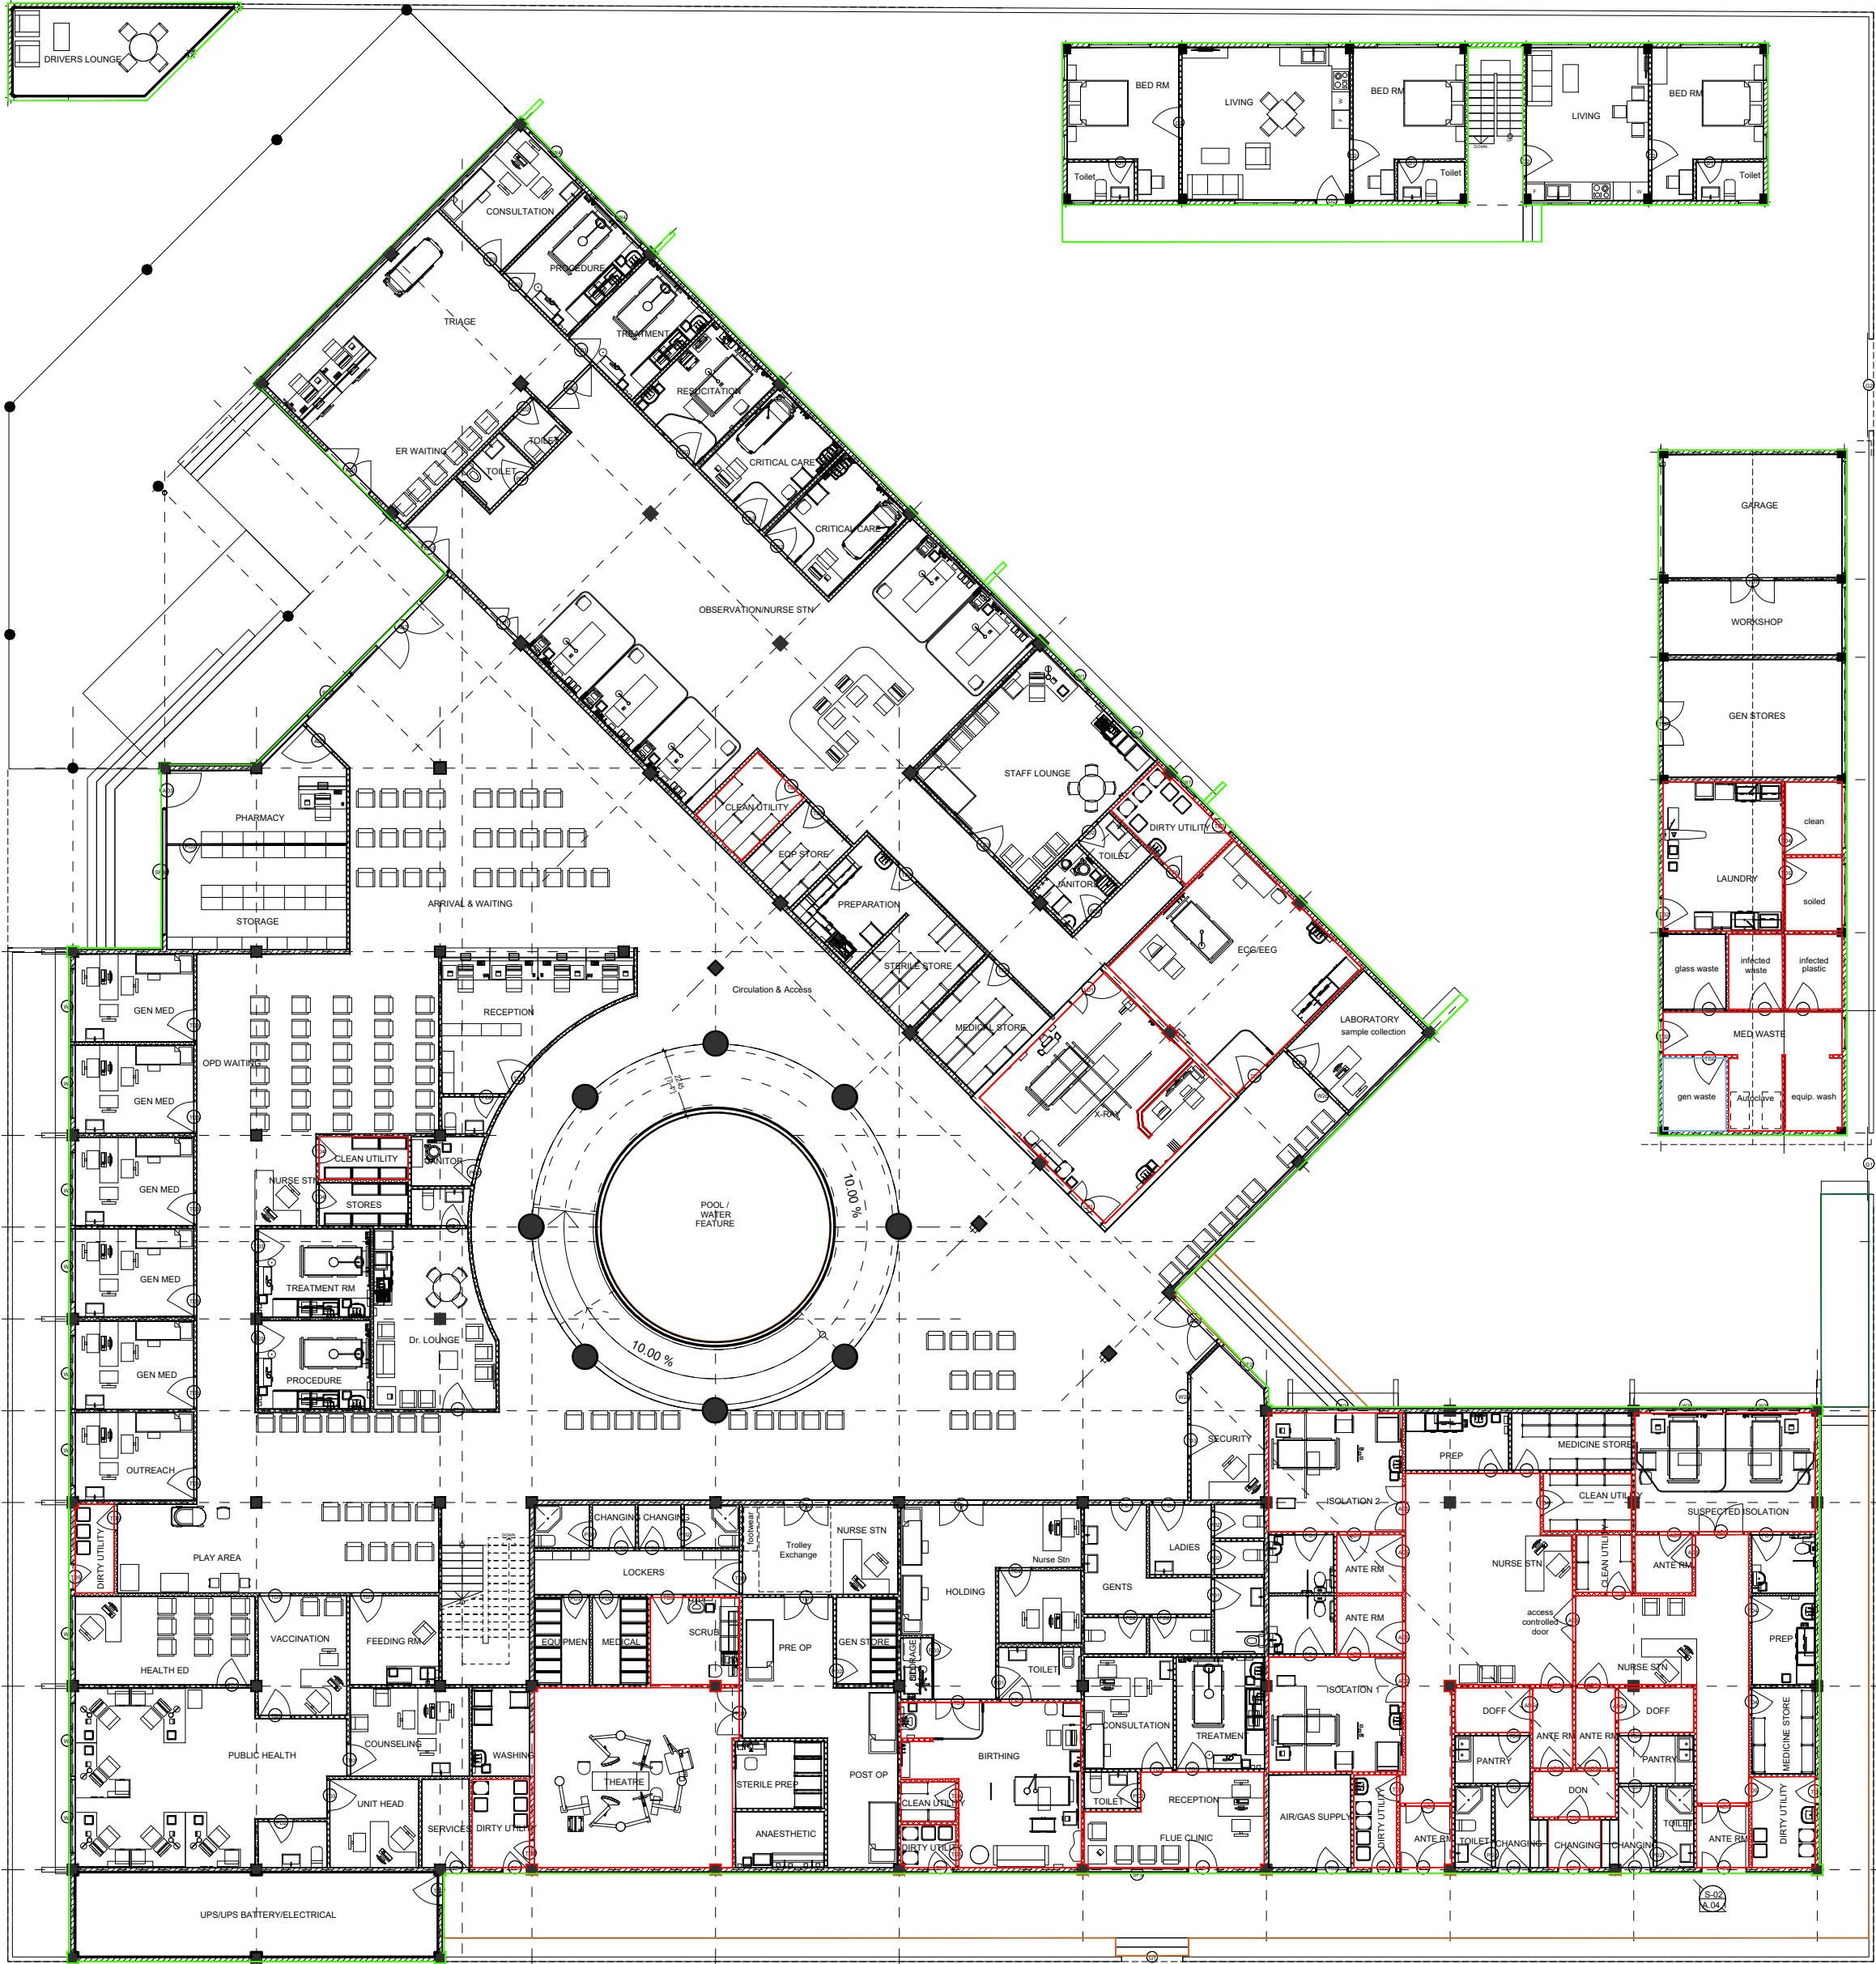 DRIVERS LOUNGE
BED RM
LIVING
BED RM
LIVING
BED RM
W
F
DOWN
Toilet
Toilet
Toilet
F
W
CONSULTATION
PROCEDURE
TRIAGE
TREATMENT
RESUCITATION
ER WAITING
TOILET
TOILET
CRITICAL CARE
CRITICAL CARE
OBSERVATION/NURSE STN
GARAGE
WORKSHOP
GEN STORES
STAFF LOUNGE
CLEAN UTILITY
DIRTY UTILITY
PHARMACY
EQP STORE
TOILET
JANITOR
clean
LAUNDRY
soiled
STORAGE
ARRIVAL & WAITING
PREPARATION
ECG/EEG
STERILE STORE
glass waste
infected
waste
infected
plastic
Circulation & Access
GEN MED
RECEPTION
MEDICAL STORE
LABORATORY
sample collection
MED WASTE
OPD WAITING
2245
GEN MED
X-RAY
gen waste
Autoclave
equip. wash
CLEAN UTILITY
JANITOR
NURSE STN
GEN MED
STORES
10.00 %
POOL /
WATER
FEATURE
GEN MED
TREATMENT RM
Dr. LOUNGE
10.00 %
GEN MED
PROCEDURE
OUTREACH
SECURITY
PREP
MEDICINE STORE
ISOLATION 2
CLEAN UTILITY
SUSPECTED ISOLATION
DIRTY UTILITY
PLAY AREA
DOWN
CHANGING
CHANGING
footwear
Trolley
Exchange
NURSE STN
Nurse Stn
LADIES
LOCKERS
HOLDING
GENTS
ANTE RM
NURSE STN
CLEAN UTILITY
ANTE RM
VACCINATION
FEEDING RM
HEALTH ED
EQUIPMENT
MEDICAL
SCRUB
PRE OP
GEN STORE
STORAGE
TOILET
ANTE RM
access
controlled
door
PREP
NURSE STN
ISOLATION 1
DOFF
DOFF
PUBLIC HEALTH
COUNSELING
WASHING
THEATRE
STERILE PREP
POST OP
BIRTHING
CONSULTATION
TREATMENT
ANTE RM
ANTE RM
PANTRY
PANTRY
MEDICINE STORE
DON
UNIT HEAD
SERVICES
DIRTY UTILITY
ANAESTHETIC
CLEAN UTILITY
DIRTY UTILITY
TOILET
RECEPTION
FLUE CLINIC
AIR/GAS SUPPLY
DIRTY UTILITY
ANTE RM
TOILET
CHANGING
CHANGING
CHANGING
TOILET
ANTE RM
DIRTY UTILITY
S-02
A.04
UPS/UPS BATTERY/ELECTRICAL